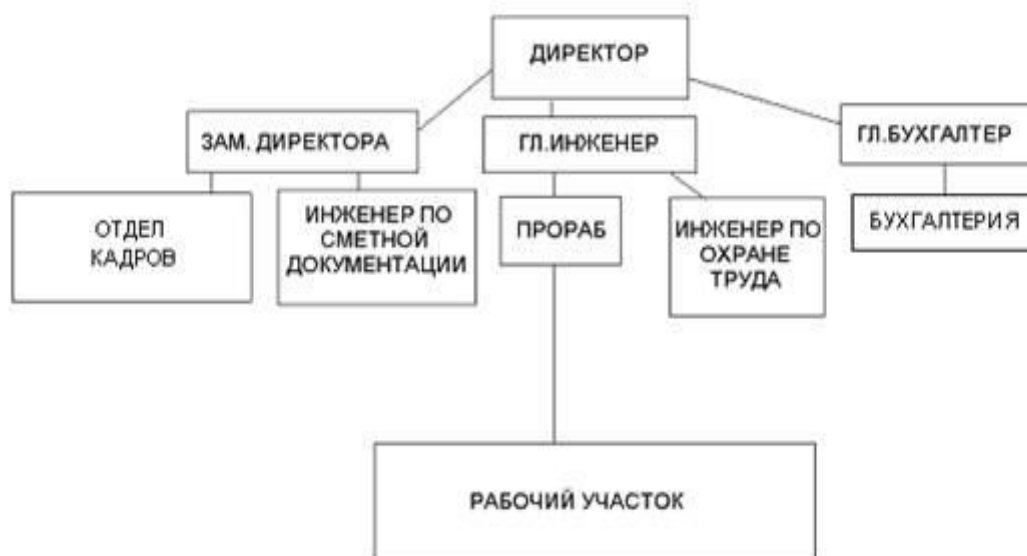 ДИРЕКТОР
ЗАМ. ДИРЕКТОРА
ГЛ.ИНЖЕНЕР
ГЛ.БУХГАЛТЕР
ОТДЕЛ
КАДРОВ
ИНЖЕНЕР ПО
СМЕТНОЙ
ДОКУМЕНТАЦИИ
ПРОРАБ
ИНЖЕНЕР ПО
ОХРАНЕ
ТРУДА
БУХГАЛТЕРИЯ
РАБОЧИЙ УЧАСТОК